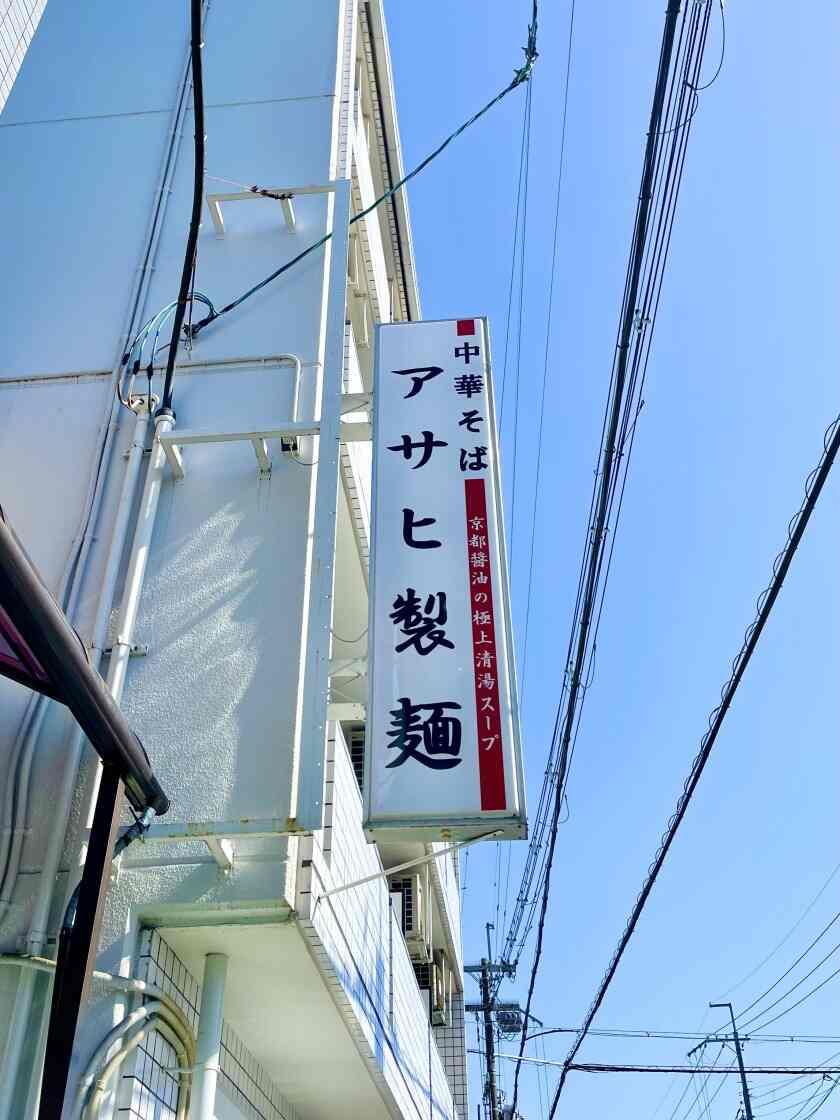 中華そば
京都醤油の極上清湯スープ
アサヒ製麺